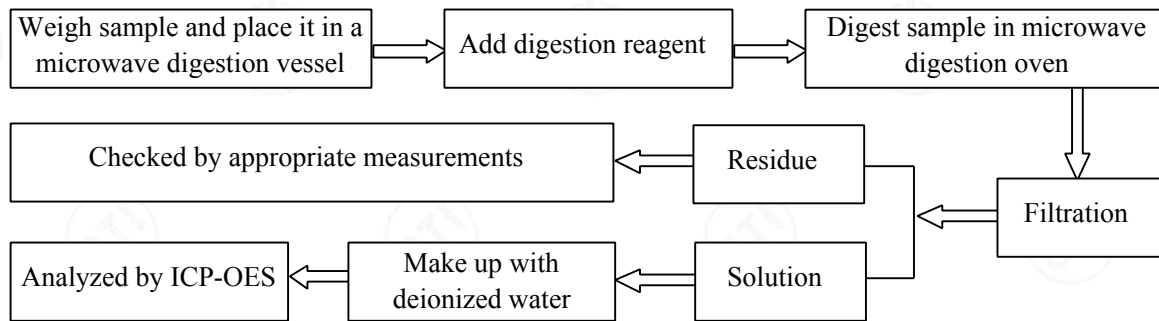 Weigh sample and place it in a
microwave digestion vessel
Add digestion reagent
Digest sample in microwave
digestion oven
Filtration
Residue
Checked by appropriate measurements
Solution
Make up with
deionized water
Analyzed by ICP-OES